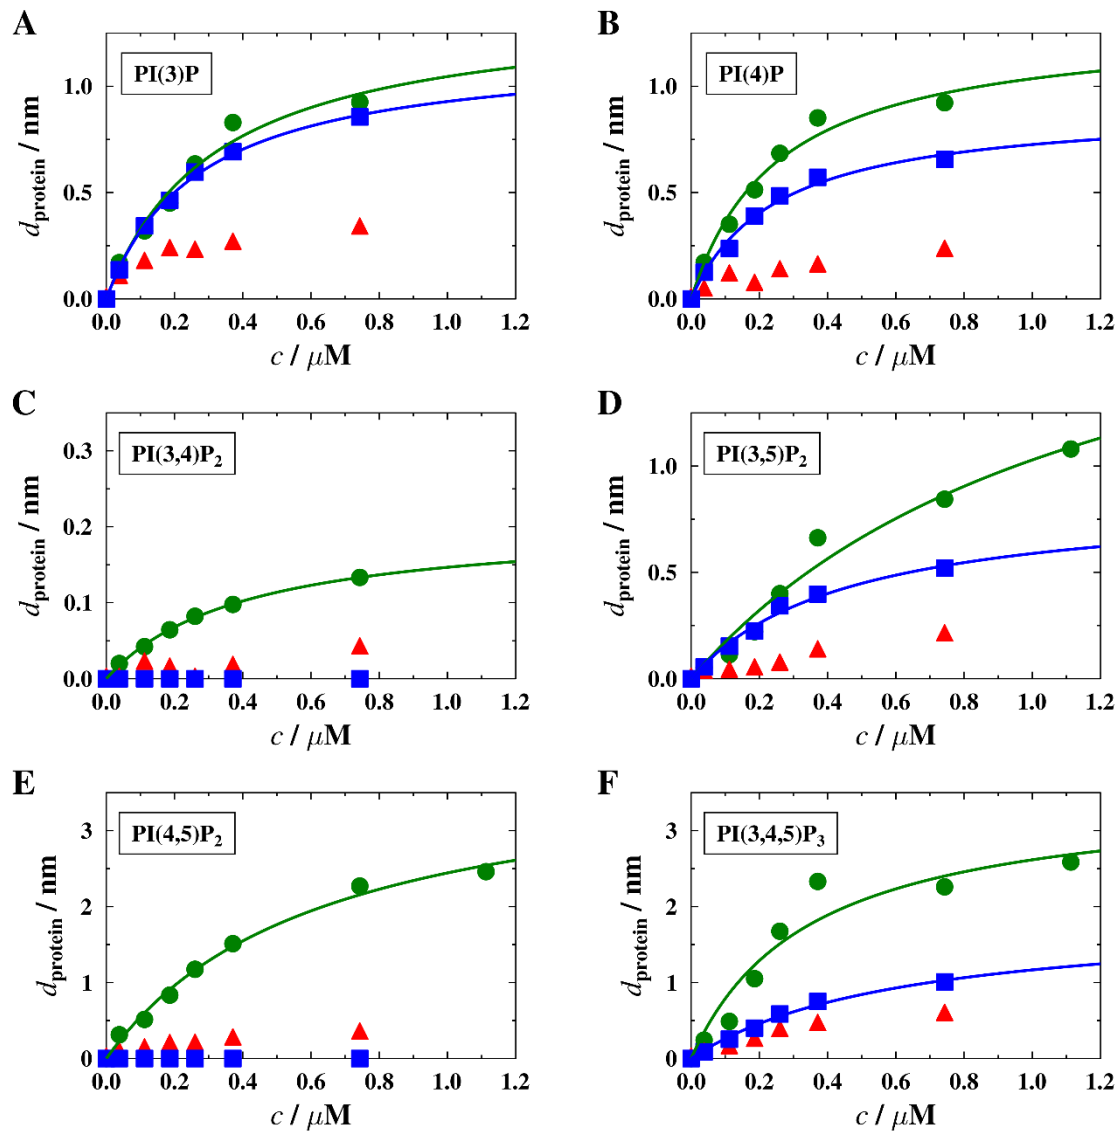 A
PI(3)P
d_protein / nm
1.0
0.5
0.0
0.0 0.2 0.4 0.6 0.8 1.0 1.2
c / μM
B
PI(4)P
d_protein / nm
1.0
0.5
0.0
0.0 0.2 0.4 0.6 0.8 1.0 1.2
c / μM
C
PI(3,4)P₂
d_protein / nm
0.3
0.2
0.1
0.0
0.0 0.2 0.4 0.6 0.8 1.0 1.2
c / μM
D
PI(3,5)P₂
d_protein / nm
1.0
0.5
0.0
0.0 0.2 0.4 0.6 0.8 1.0 1.2
c / μM
E
PI(4,5)P₂
d_protein / nm
3
2
1
0
0.0 0.2 0.4 0.6 0.8 1.0 1.2
c / μM
F
PI(3,4,5)P₃
d_protein / nm
3
2
1
0
0.0 0.2 0.4 0.6 0.8 1.0 1.2
c / μM